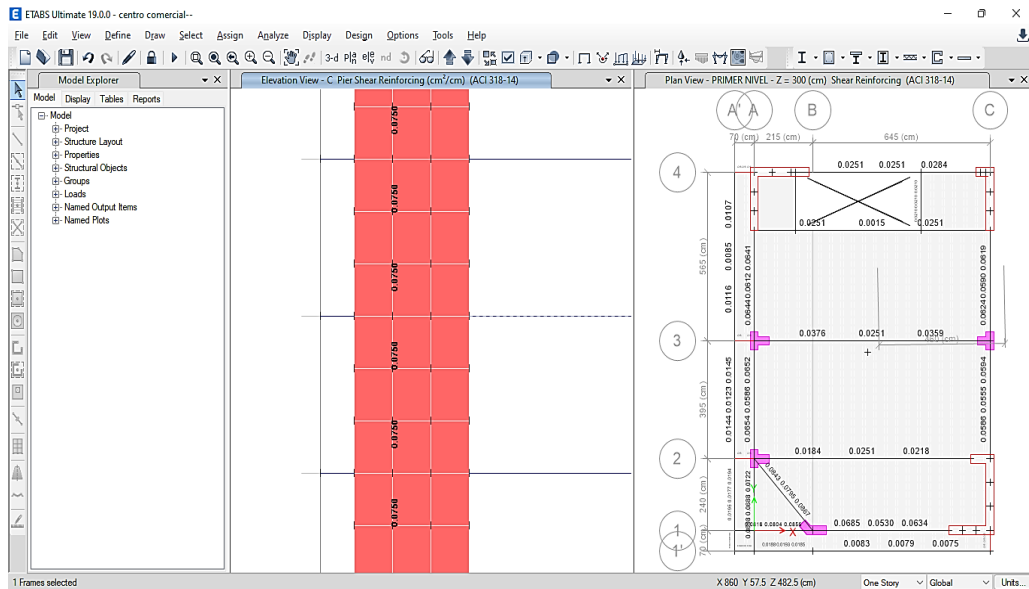 ETABS Ultimate 19.0.0 - centro comercial--
File Edit View Define Draw Select Assign Analyze Display Design Options Tools Help
3-d
nd
Model Explorer
Elevation View - C Pier Shear Reinforcing (cm²/cm) (ACI 318-14)
Plan View - PRIMER NIVEL - Z = 300 (cm) Shear Reinforcing (ACI 318-14)
Model Display Tables Reports
Model
Project
Structure Layout
Properties
Structural Objects
Groups
Loads
Named Output Items
Named Plots
0.0750
0.0750
0.0750
0.0750
0.0750
0.0750
A' A B C
70 (cm) 215 (cm) 645 (cm)
4
0.0251 0.0251 0.0284
0.0251 0.0015 0.0251
0.0116 0.0085 0.0107
565 (cm)
0.0644 0.0612 0.0641
0.0624 0.0590 0.0619
3
0.0376 0.0251 0.0359
395 (cm)
0.0144 0.0123 0.0145
0.0654 0.0586 0.0652
0.0586 0.0555 0.0594
2
0.0184 0.0251 0.0218
240 (cm)
1
X
0.0685 0.0530 0.0634
0.0083 0.0079 0.0075
1'
70 (cm)
1 Frames selected
X 860 Y 57.5 Z 482.5 (cm)
One Story
Global
Units...